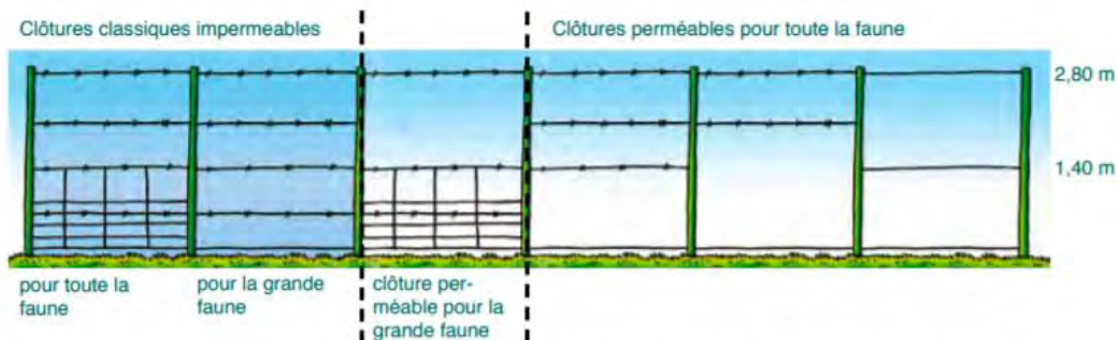 Clôtures classiques impermeables
Clôtures perméables pour toute la faune
2,80 m
1,40 m
pour toute la
faune
pour la grande
faune
clôture per-
méable pour la
grande faune